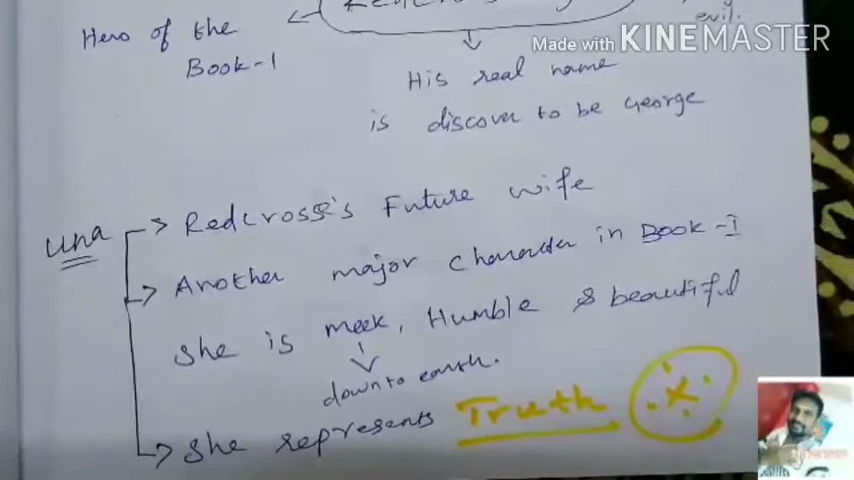 evil.
Made with KINEMASTER
Hero of the
Book-1
His real name
is discover to be George
Una
Redcrosse's Future wife
Another major character in Book-I
she is meek, Humble & beautiful
down to earth.
she represents Truth